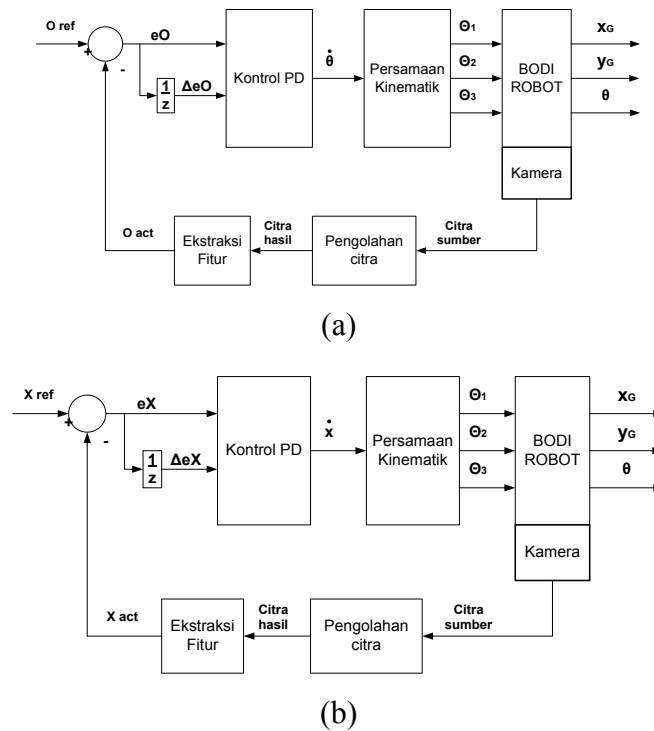 O ref
+
-
eO
1
z
ΔeO
Kontrol PD
θ̇
Persamaan
Kinematik
Θ1
Θ2
Θ3
BODI
ROBOT
xG
yG
θ
Kamera
Citra
sumber
Pengolahan
citra
Citra
hasil
Ekstraksi
Fitur
O act
(a)
X ref
+
-
eX
1
z
ΔeX
Kontrol PD
ẋ
Persamaan
Kinematik
Θ1
Θ2
Θ3
BODI
ROBOT
xG
yG
θ
Kamera
Citra
sumber
Pengolahan
citra
Citra
hasil
Ekstraksi
Fitur
X act
(b)